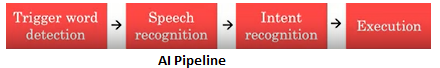 Trigger word detection
Speech recognition
Intent recognition
Execution
AI Pipeline